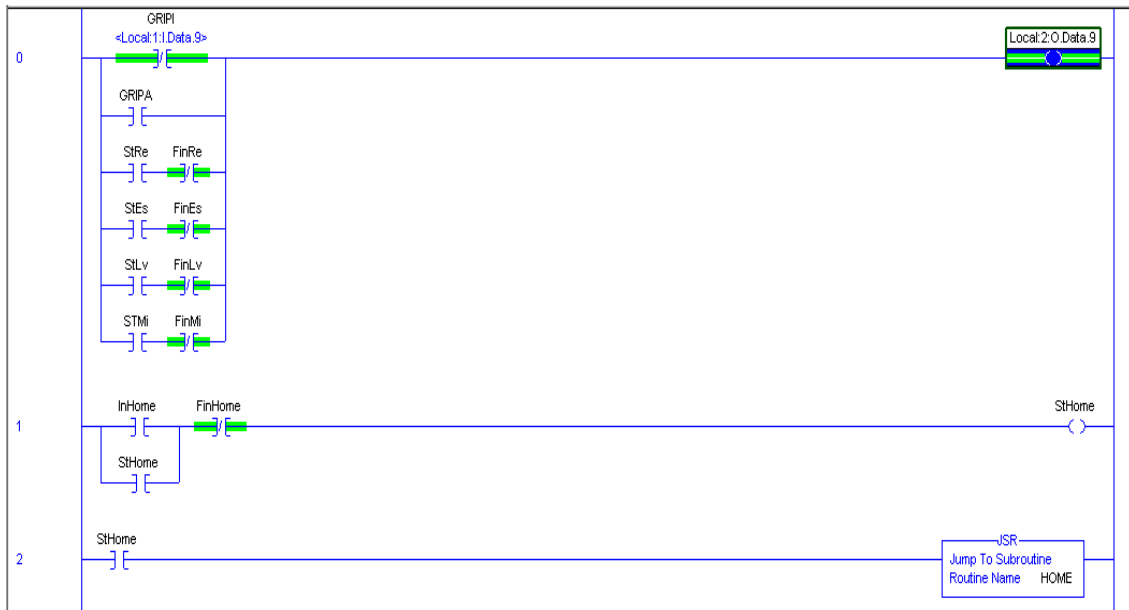 GRIPI
<Local:1:I.Data.9>
Local:2:O.Data.9
0
GRIPA
StRe FinRe
StEs FinEs
StLv FinLv
STMi FinMi
InHome FinHome StHome
1
StHome
StHome
JSR
2
Jump To Subroutine
Routine Name HOME